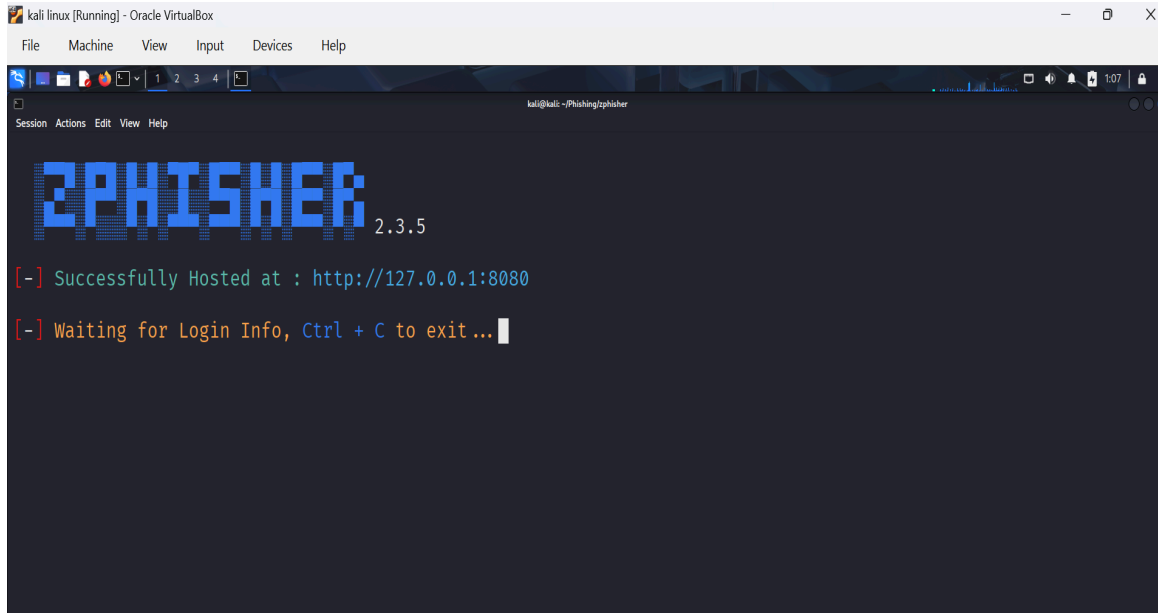 kali linux [Running] - Oracle VirtualBox
File Machine View Input Devices Help
1 2 3 4 1:07
kali@kali: ~/Phishing/zphisher
Session Actions Edit View Help
ZPHISHER 2.3.5
[-] Successfully Hosted at : http://127.0.0.1:8080
[-] Waiting for Login Info, Ctrl + C to exit...